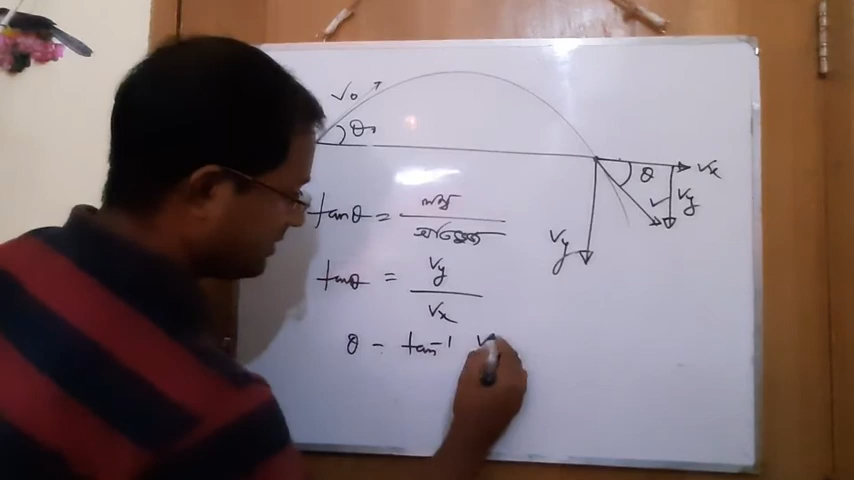 V₀
θ₀
Vx
θ
V
Vy
Vy
tanθ = লম্ব / 
tanθ = Vy / Vx
θ = tan⁻¹ V